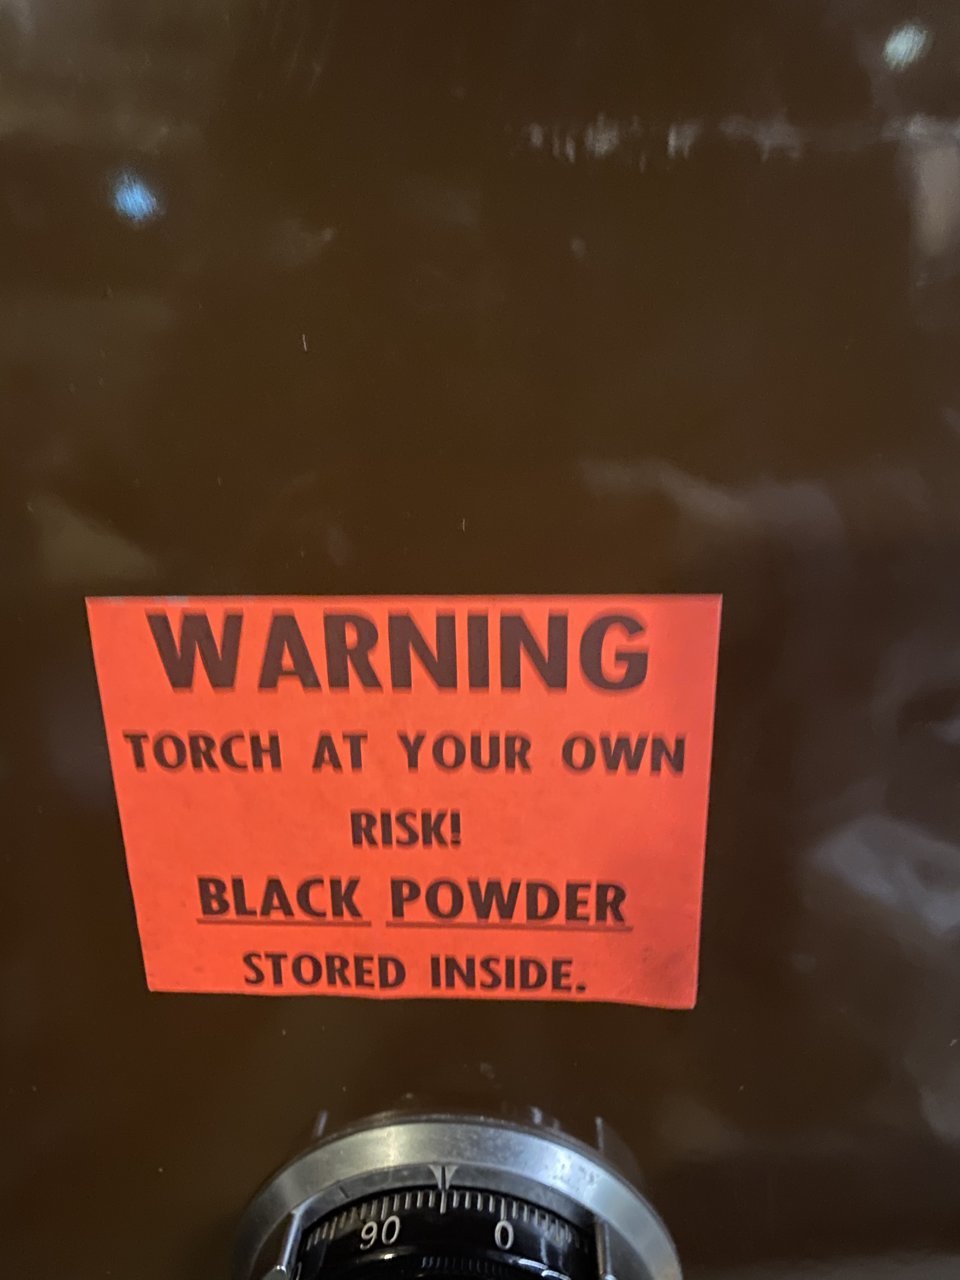 WARNING
TORCH AT YOUR OWN
RISK!
BLACK POWDER
STORED INSIDE.
90 0